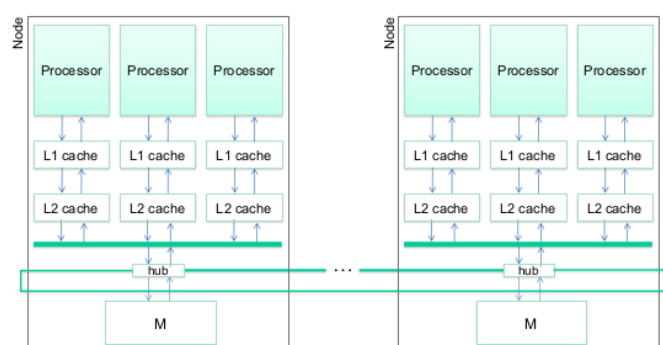 Node
Processor Processor Processor
L1 cache L1 cache L1 cache
L2 cache L2 cache L2 cache
hub
M
...
Node
Processor Processor Processor
L1 cache L1 cache L1 cache
L2 cache L2 cache L2 cache
hub
M